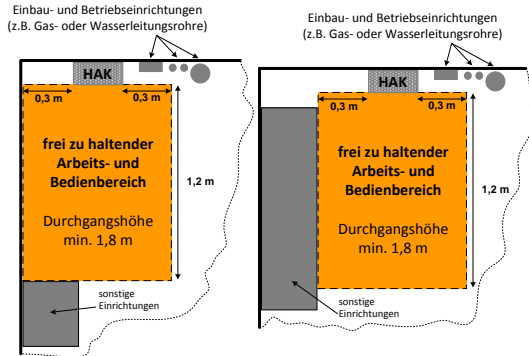 Einbau- und Betriebseinrichtungen
(z.B. Gas- oder Wasserleitungsrohre)
HAK
0,3 m
0,3 m
frei zu haltender
Arbeits- und
Bedienbereich
1,2 m
Durchgangshöhe
min. 1,8 m
sonstige
Einrichtungen
Einbau- und Betriebseinrichtungen
(z.B. Gas- oder Wasserleitungsrohre)
HAK
0,3 m
0,3 m
frei zu haltender
Arbeits- und
Bedienbereich
1,2 m
Durchgangshöhe
min. 1,8 m
sonstige
Einrichtungen